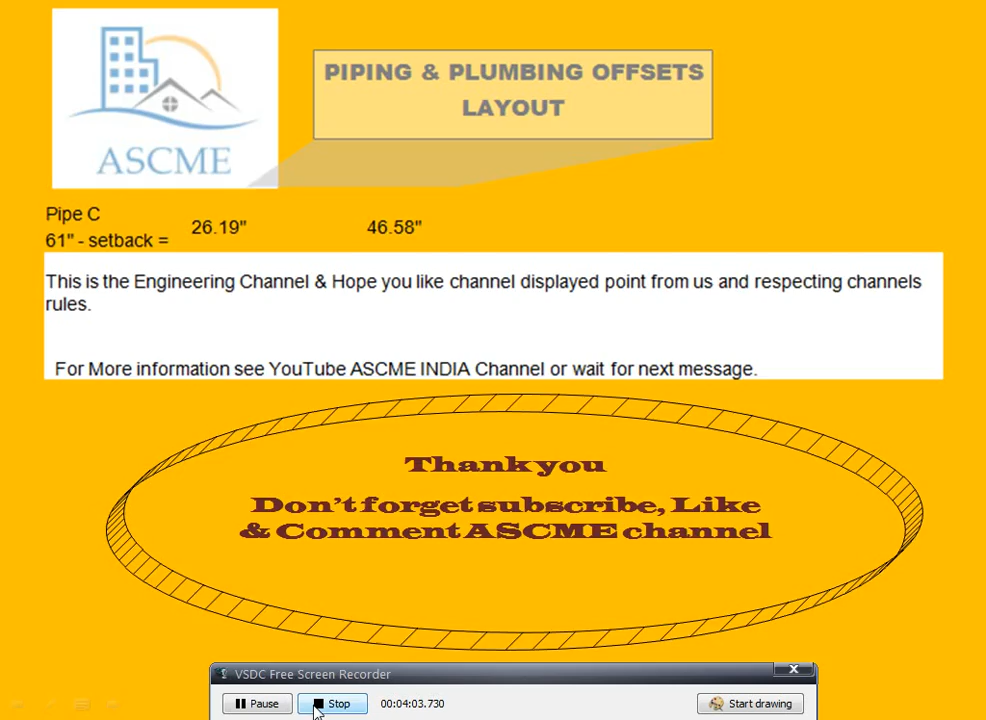 PIPING & PLUMBING OFFSETS
LAYOUT
ASCME
Pipe C
61" - setback = 26.19" 46.58"
This is the Engineering Channel & Hope you like channel displayed point from us and respecting channels
rules.
For More information see YouTube ASCME INDIA Channel or wait for next message.
Thank you
Don't forget subscribe, Like
& Comment ASCME channel
VSDC Free Screen Recorder
Pause Stop 00:04:03.730 Start drawing